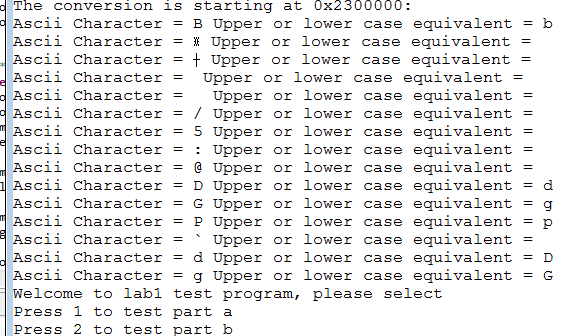 The conversion is starting at 0x2300000:
Ascii Character = B Upper or lower case equivalent = b
Ascii Character = Upper or lower case equivalent =
Ascii Character = Upper or lower case equivalent =
Ascii Character = Upper or lower case equivalent =
Ascii Character = Upper or lower case equivalent =
Ascii Character = / Upper or lower case equivalent =
Ascii Character = 5 Upper or lower case equivalent =
Ascii Character = : Upper or lower case equivalent =
Ascii Character = @ Upper or lower case equivalent =
Ascii Character = D Upper or lower case equivalent = d
Ascii Character = G Upper or lower case equivalent = g
Ascii Character = P Upper or lower case equivalent = p
Ascii Character = ` Upper or lower case equivalent =
Ascii Character = d Upper or lower case equivalent = D
Ascii Character = g Upper or lower case equivalent = G
Welcome to lab1 test program, please select
Press 1 to test part a
Press 2 to test part b